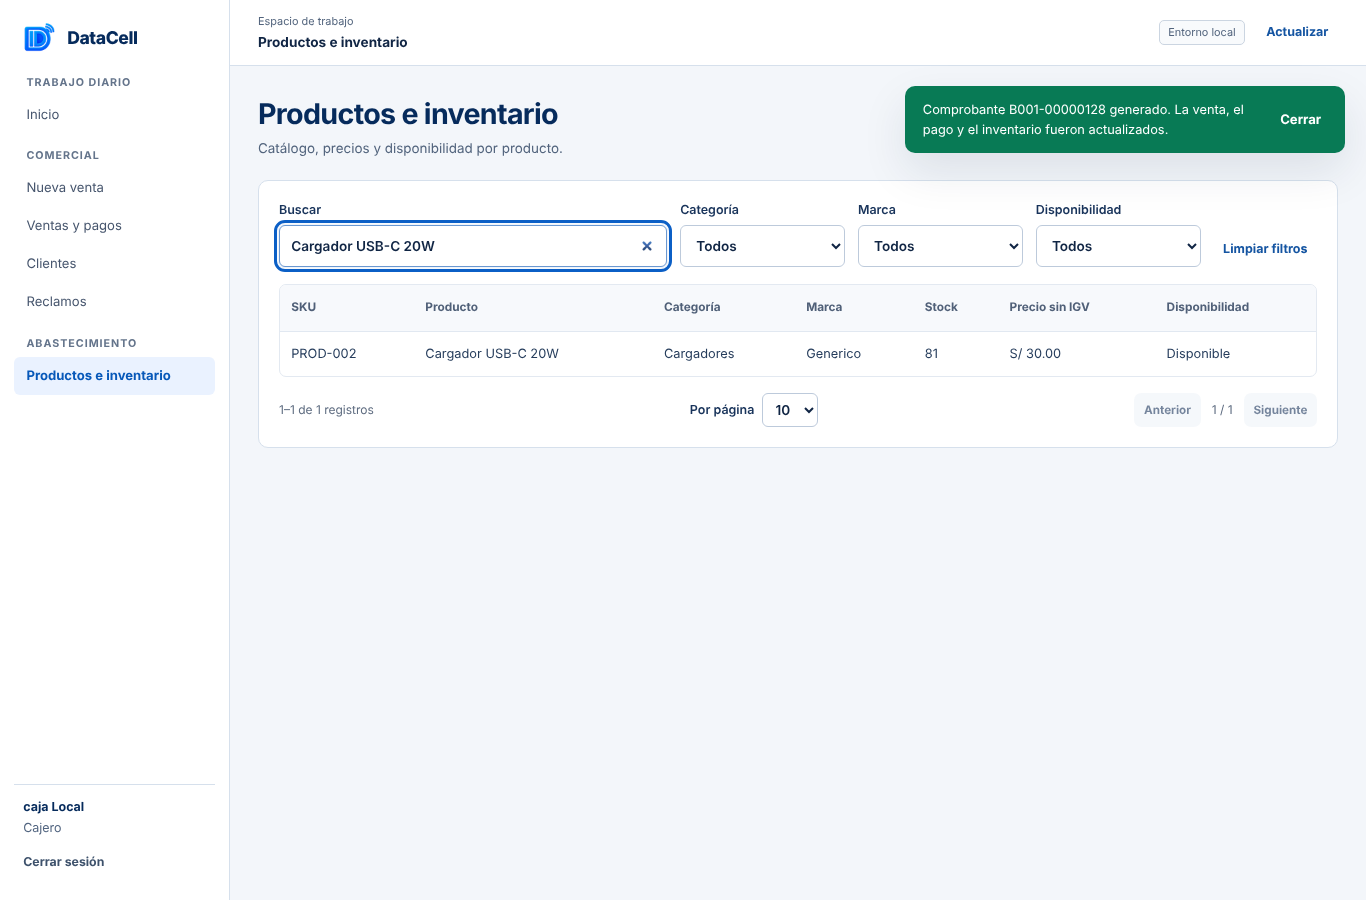 DataCell
TRABAJO DIARIO
Inicio
COMERCIAL
Nueva venta
Ventas y pagos
Clientes
Reclamos
ABASTECIMIENTO
Productos e inventario
caja Local
Cajero
Cerrar sesión
Espacio de trabajo
Productos e inventario
Entorno local
Actualizar
Productos e inventario
Catálogo, precios y disponibilidad por producto.
Comprobante B001-00000128 generado. La venta, el
pago y el inventario fueron actualizados.
Cerrar
Buscar
Categoría
Marca
Disponibilidad
Cargador USB-C 20W
Todos
Todos
Todos
Limpiar filtros
SKU Producto Categoría Marca Stock Precio sin IGV Disponibilidad
PROD-002 Cargador USB-C 20W Cargadores Generico 81 S/ 30.00 Disponible
1–1 de 1 registros
Por página 10
Anterior 1 / 1 Siguiente